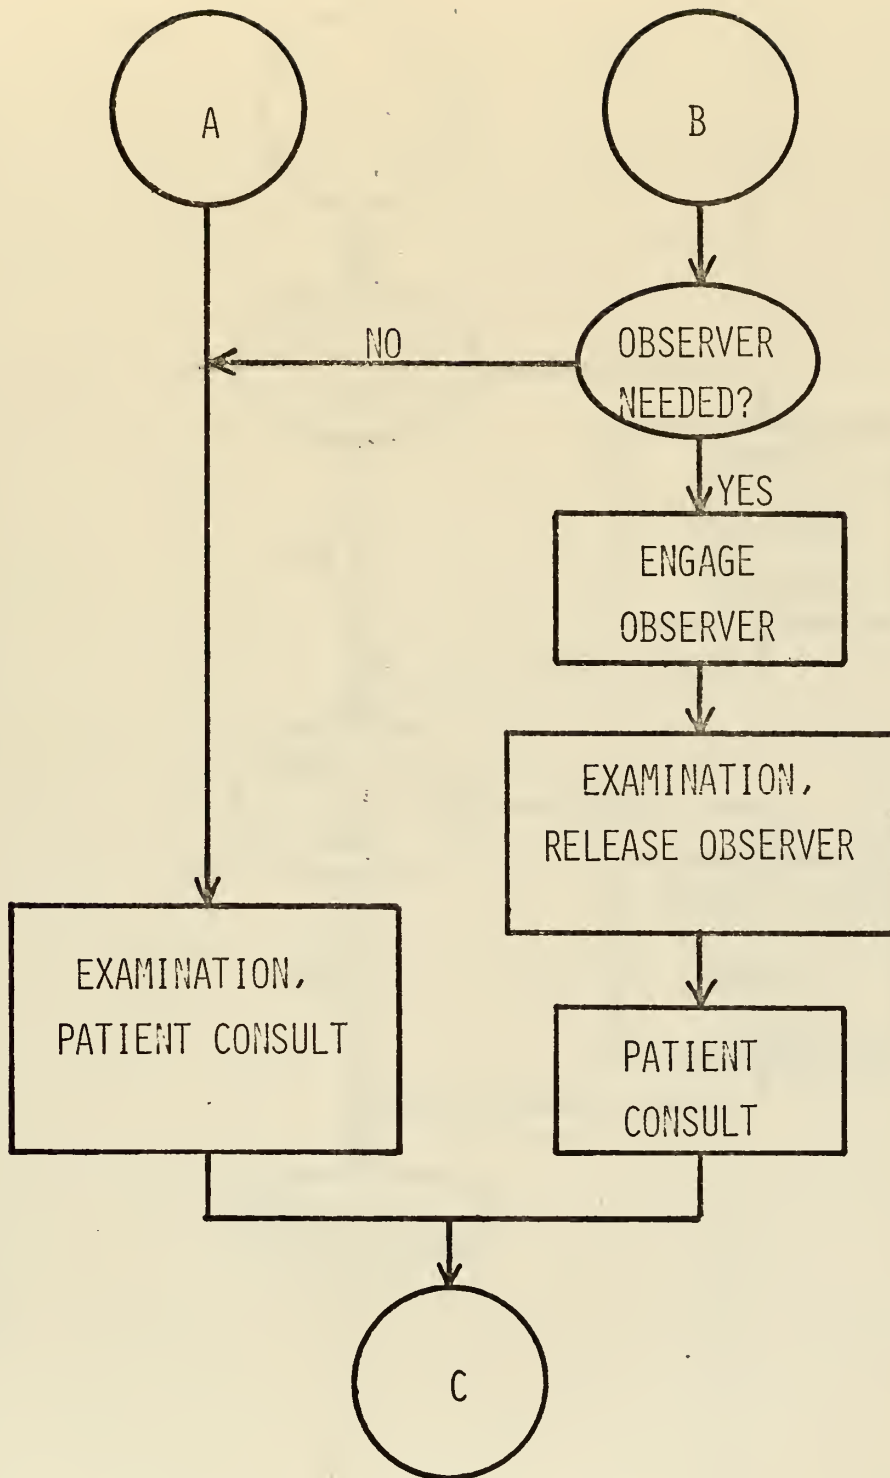 A
B
NO
OBSERVER
NEEDED?
YES
ENGAGE
OBSERVER
EXAMINATION,
RELEASE OBSERVER
EXAMINATION,
PATIENT CONSULT
PATIENT
CONSULT
C